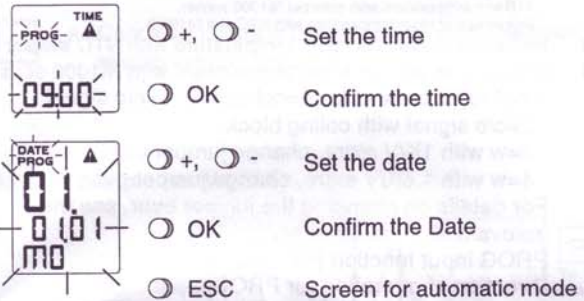 TIME
PROG
+, - Set the time
09:00
OK Confirm the time
DATE
PROG
+, - Set the date
01.
01.01
OK Confirm the Date
mo
ESC Screen for automatic mode